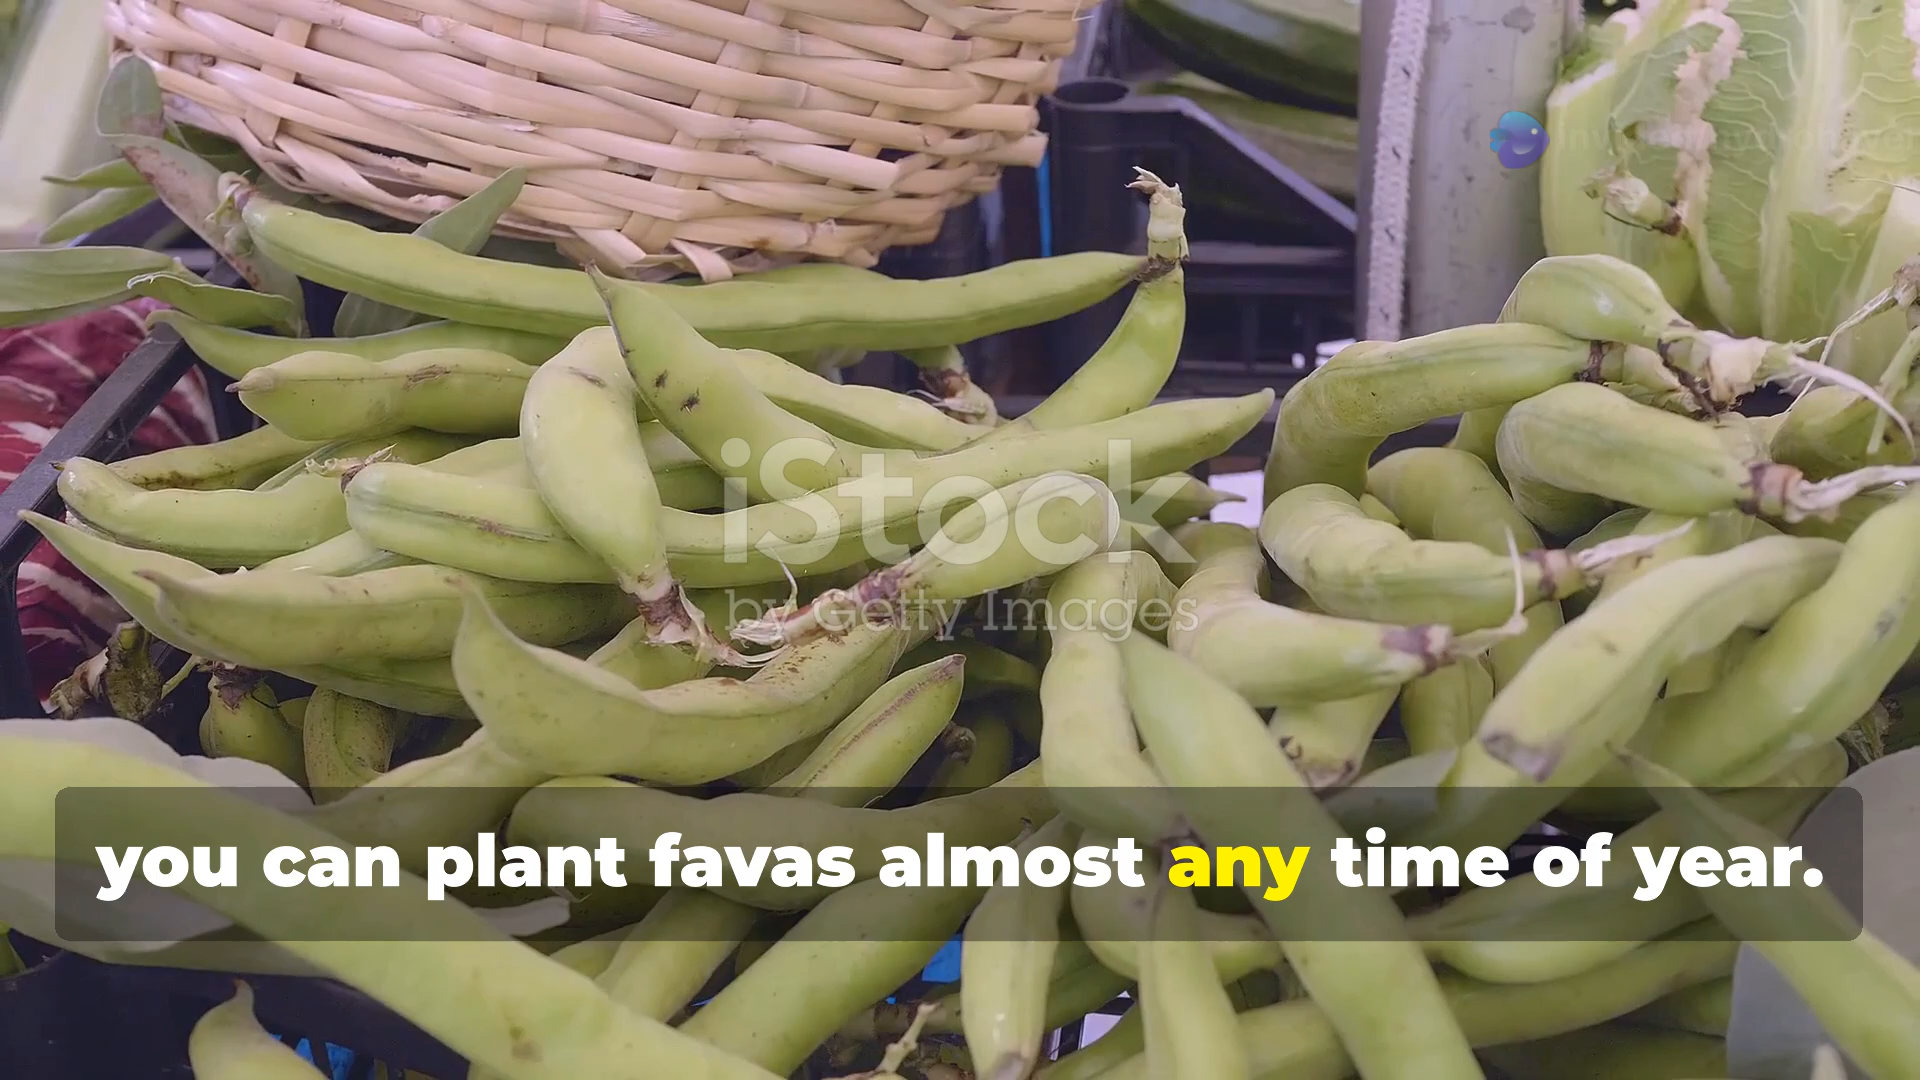 iStock
by Getty Images
you can plant favas almost any time of year.